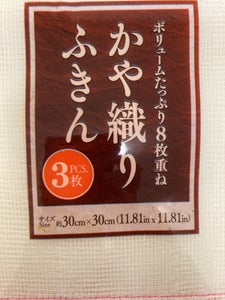 ボリュームたっぷり8枚重ね
かや織り
ふきん
3PCS.
枚
サイズ
Size 約30cm×30cm (11.81in x 11.81in)